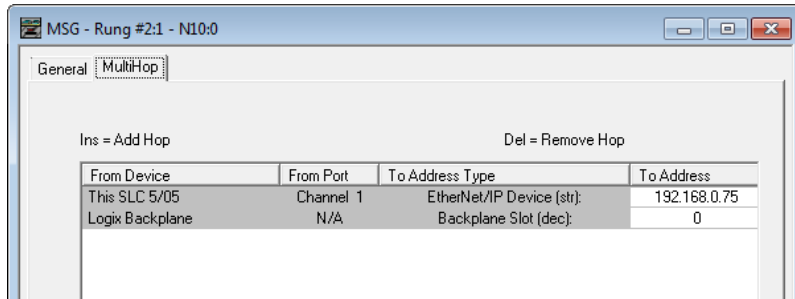 MSG - Rung #2:1 - N10:0
General MultiHop
Ins = Add Hop Del = Remove Hop
From Device From Port To Address Type To Address
This SLC 5/05 Channel 1 EtherNet/IP Device (str): 192.168.0.75
Logix Backplane N/A Backplane Slot (dec): 0